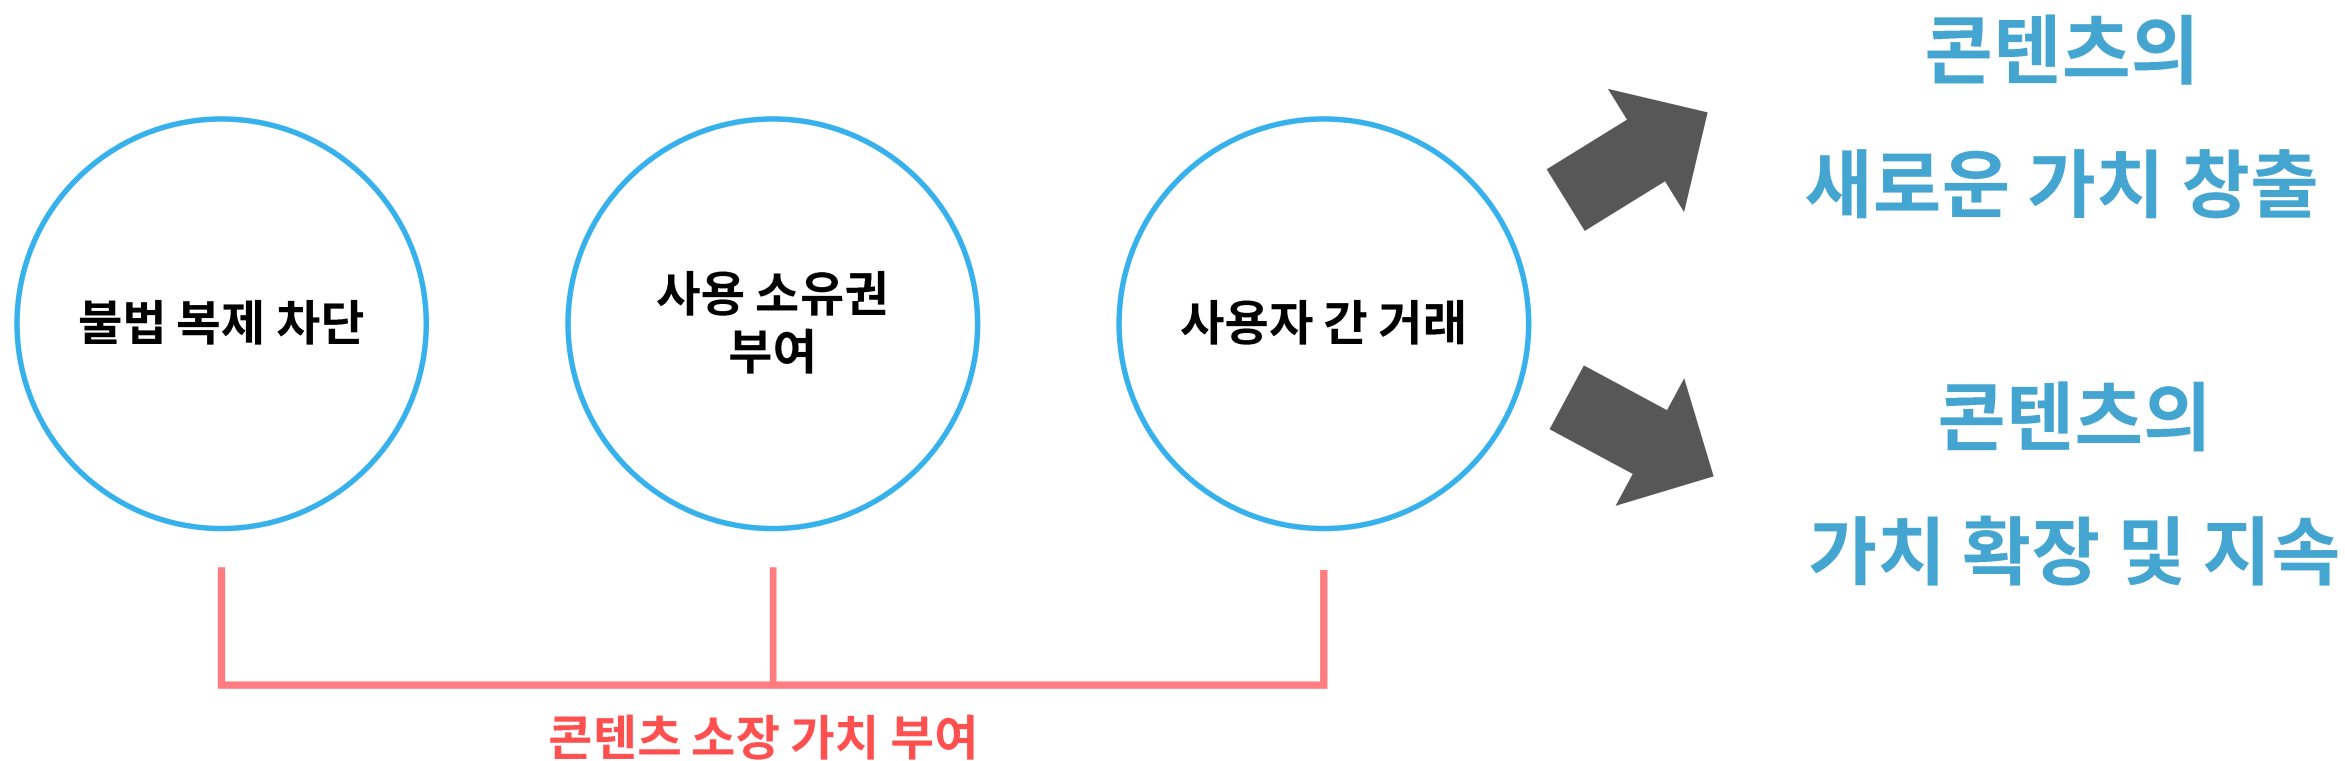 불법 복제 차단
사용 소유권
부여
사용자 간 거래
콘텐츠의
새로운 가치 창출
콘텐츠의
가치 확장 및 지속
콘텐츠 소장 가치 부여